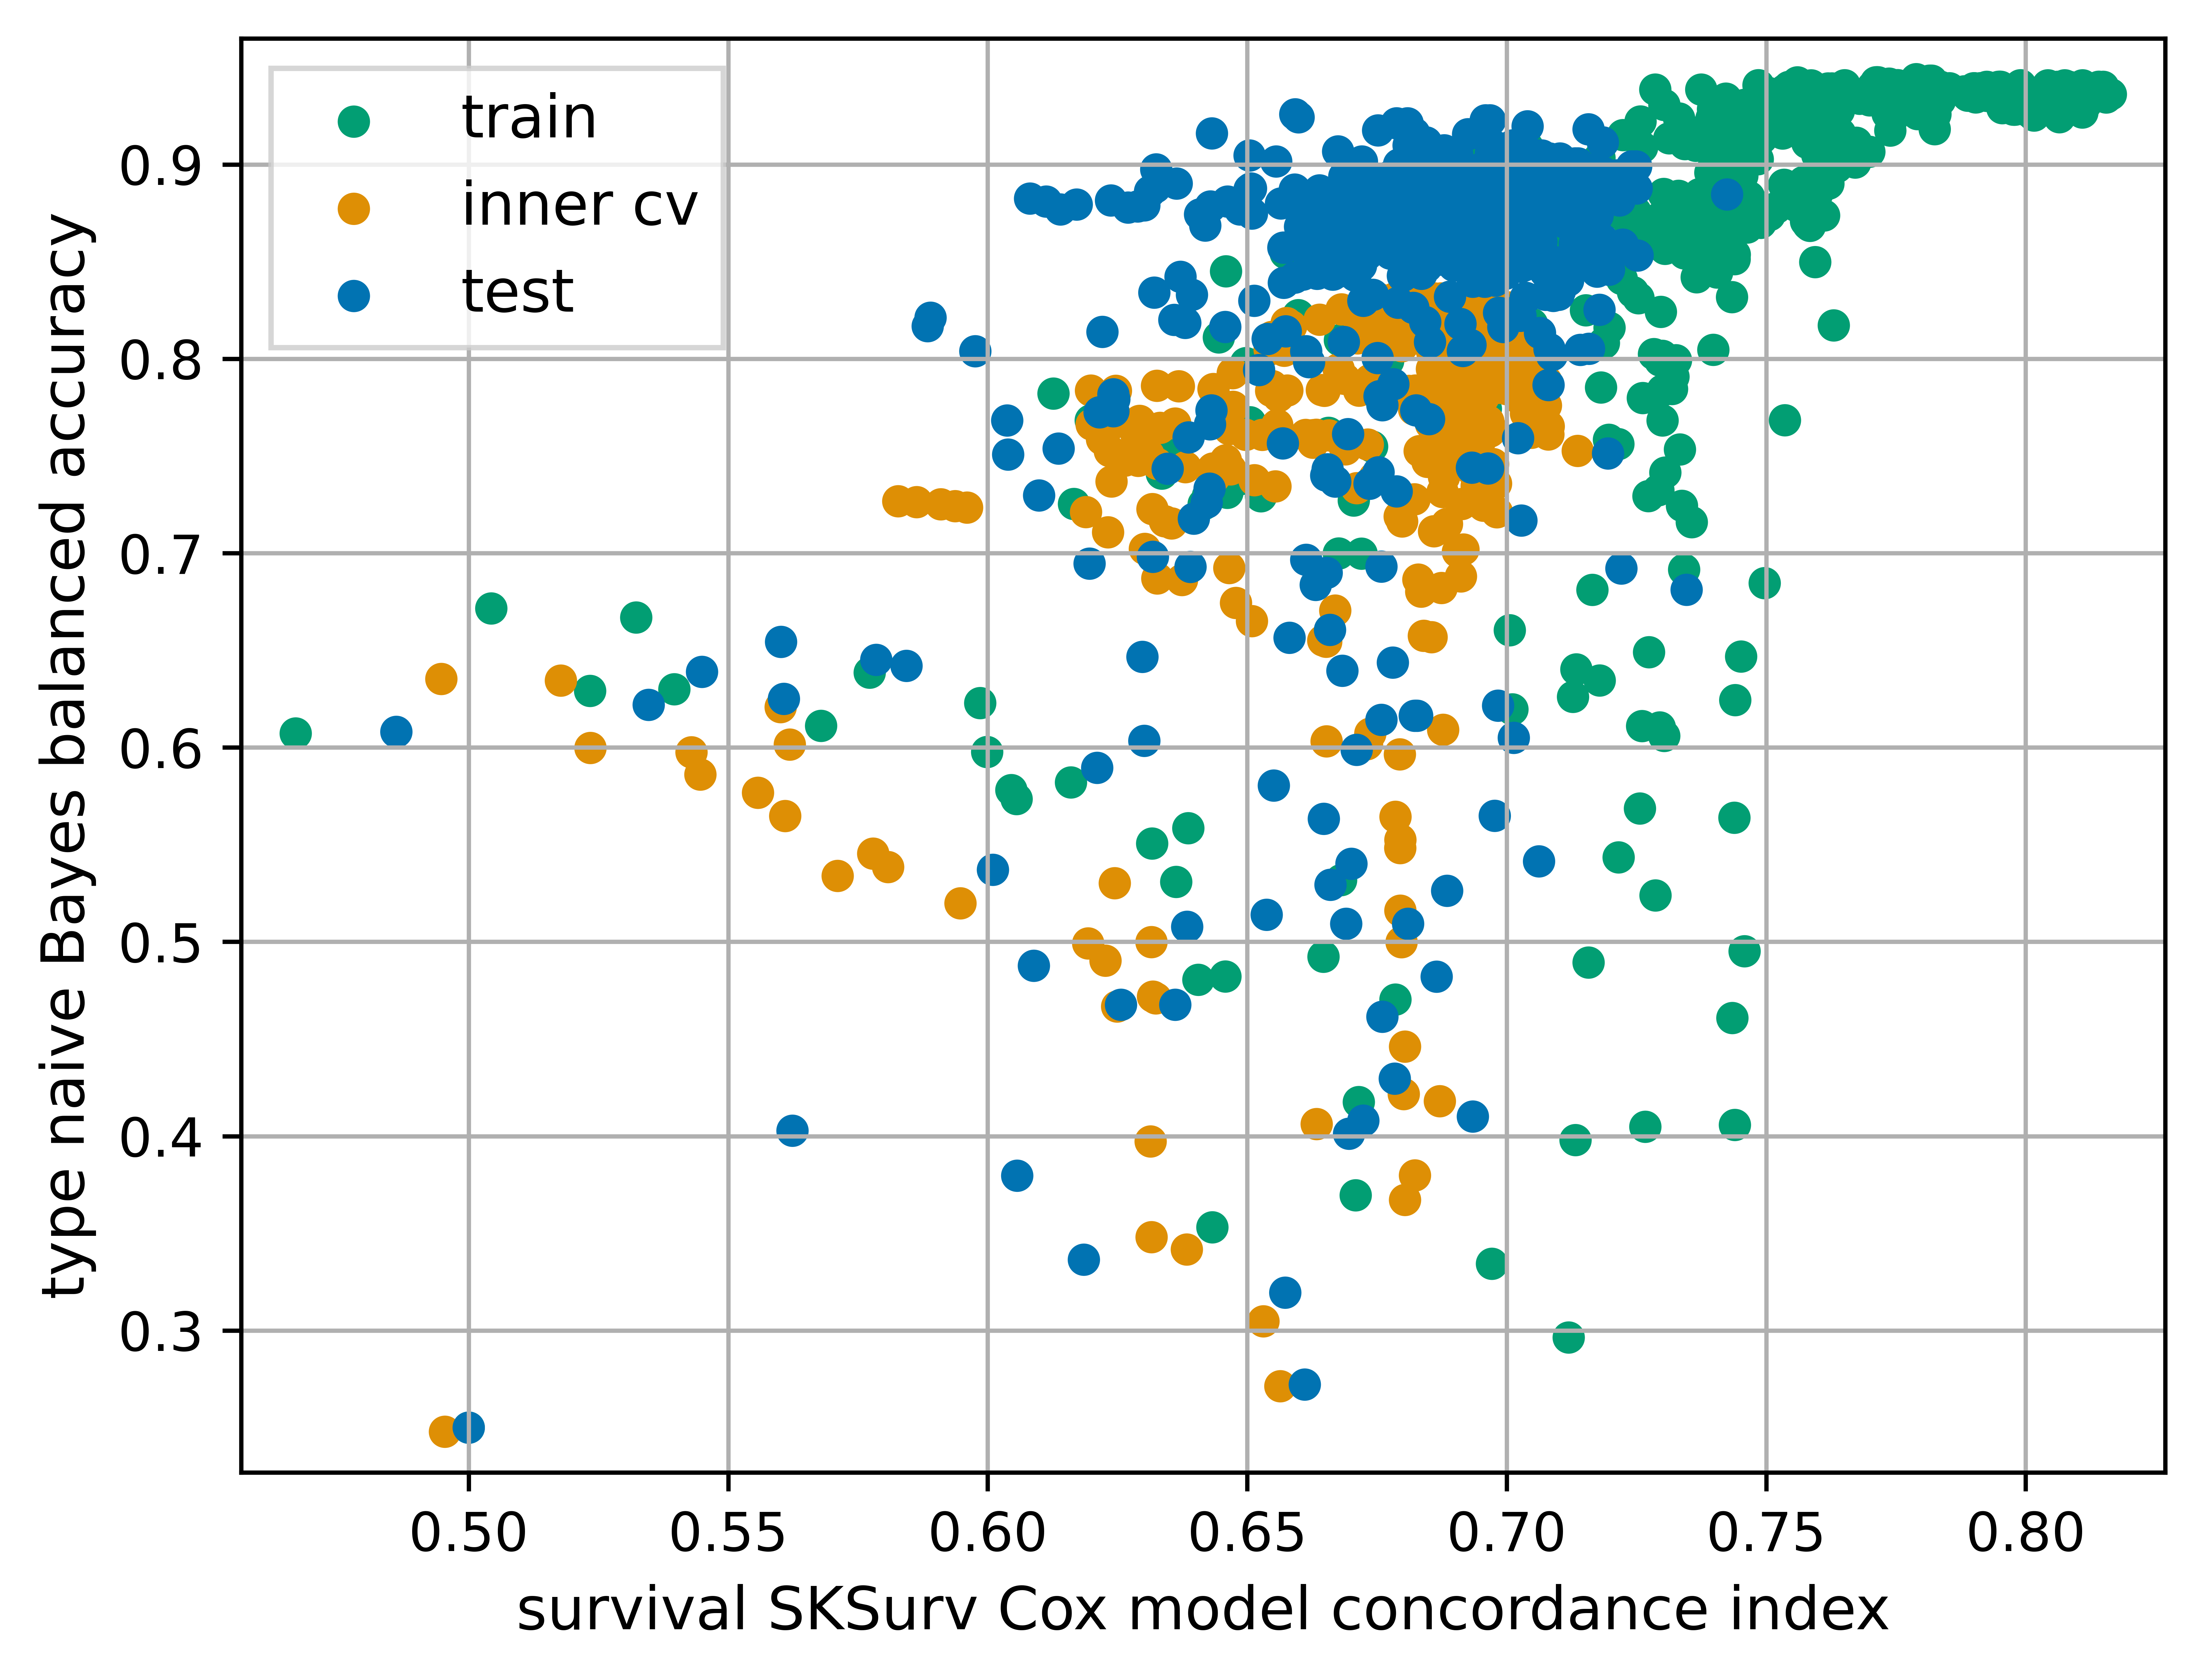 train
inner cv
test
type naive Bayes balanced accuracy
0.9
0.8
0.7
0.6
0.5
0.4
0.3
0.50 0.55 0.60 0.65 0.70 0.75 0.80
survival SKSurv Cox model concordance index